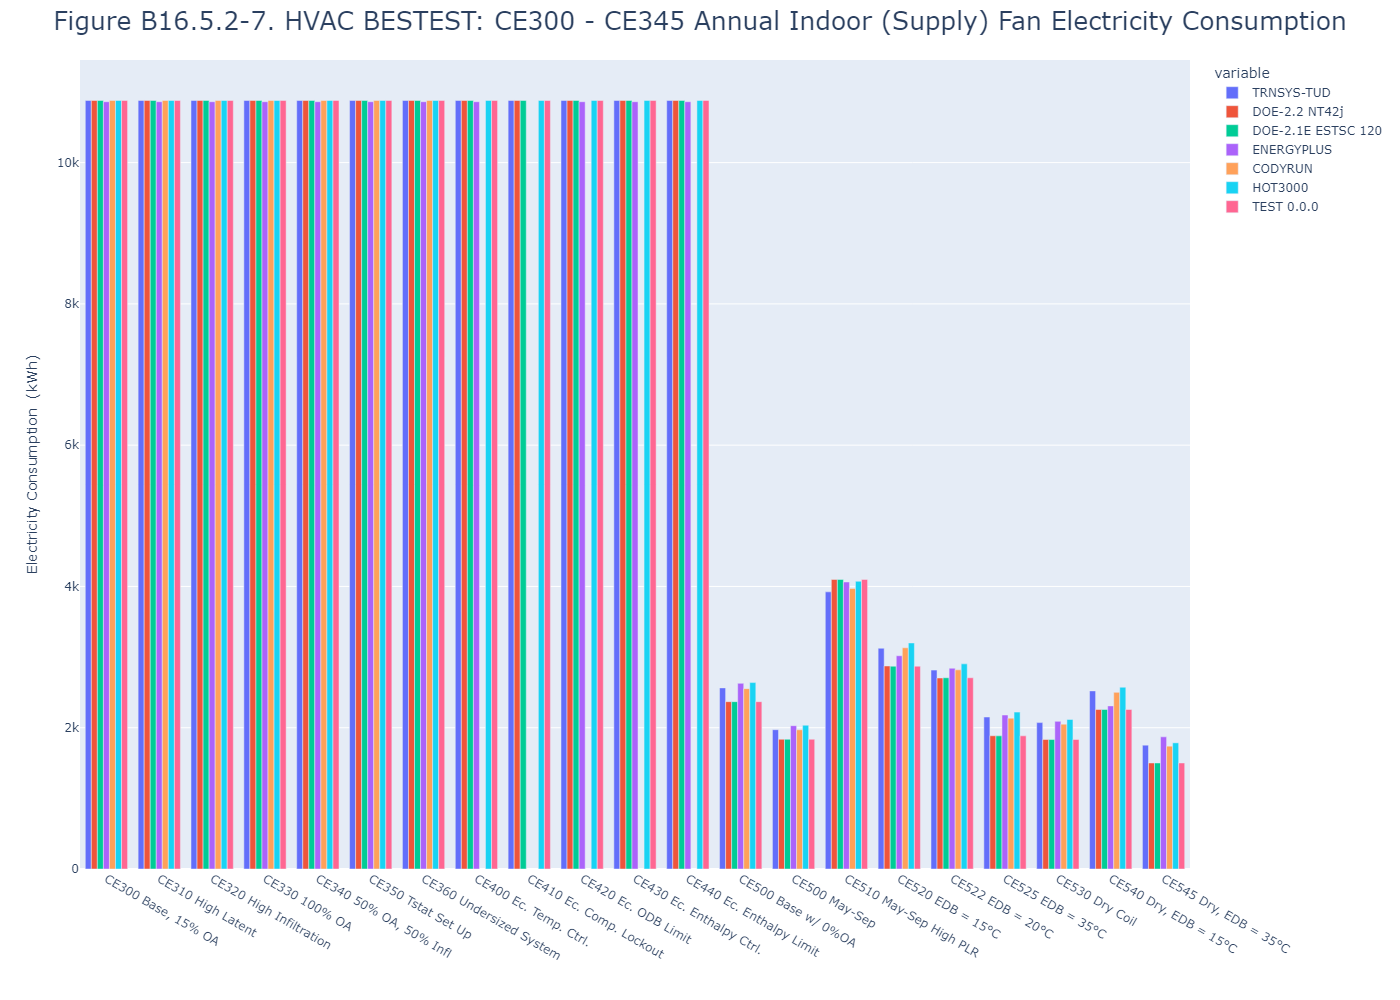 Figure B16.5.2-7. HVAC BESTEST: CE300 - CE345 Annual Indoor (Supply) Fan Electricity Consumption
variable
TRNSYS-TUD
DOE-2.2 NT42j
DOE-2.1E ESTSC 120
ENERGYPLUS
CODYRUN
HOT3000
TEST 0.0.0
Electricity Consumption (kWh)
10k
8k
6k
4k
2k
0
CE300 Base, 15% OA
CE310 High Latent
CE320 High Infiltration
CE330 100% OA
CE340 50% OA, 50% Infl
CE350 Tstat Set Up
CE360 Undersized System
CE400 Ec. Temp. Ctrl.
CE410 Ec. Comp. Lockout
CE420 Ec. ODB Limit
CE430 Ec. Enthalpy Ctrl.
CE440 Ec. Enthalpy Limit
CE500 Base w/ 0%OA
CE500 May-Sep
CE510 May-Sep High PLR
CE520 EDB = 15°C
CE522 EDB = 20°C
CE525 EDB = 35°C
CE530 Dry Coil
CE540 Dry, EDB = 15°C
CE545 Dry, EDB = 35°C